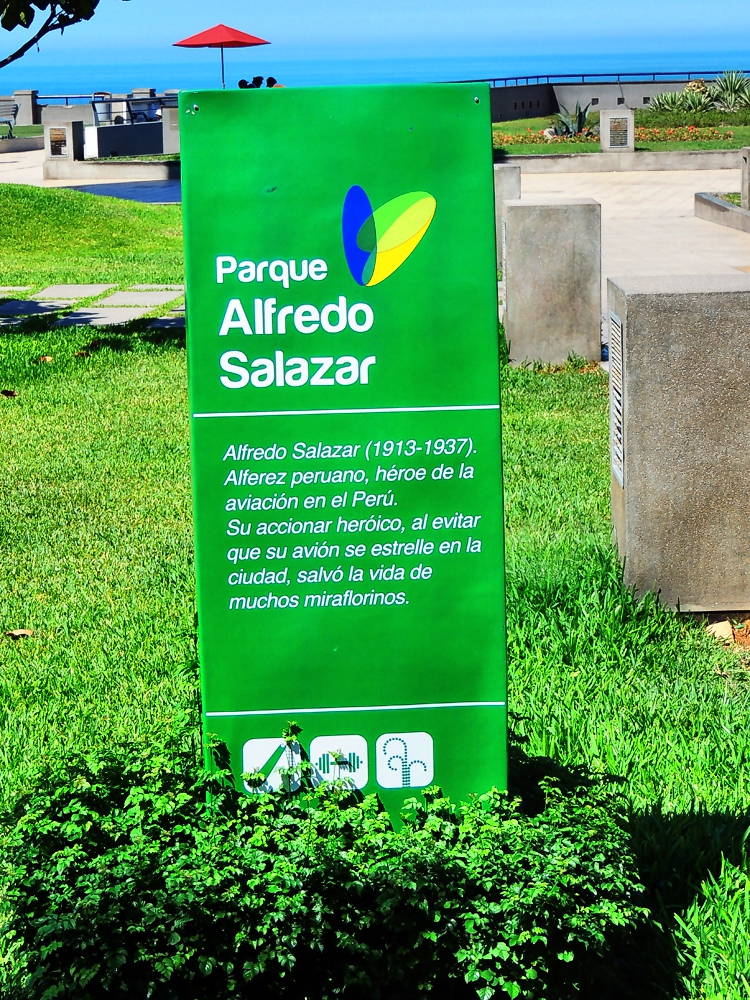 Parque
Alfredo
Salazar
Alfredo Salazar (1913-1937).
Alferez peruano, héroe de la
aviación en el Perú.
Su accionar heróico, al evitar
que su avión se estrelle en la
ciudad, salvó la vida de
muchos miraflorinos.